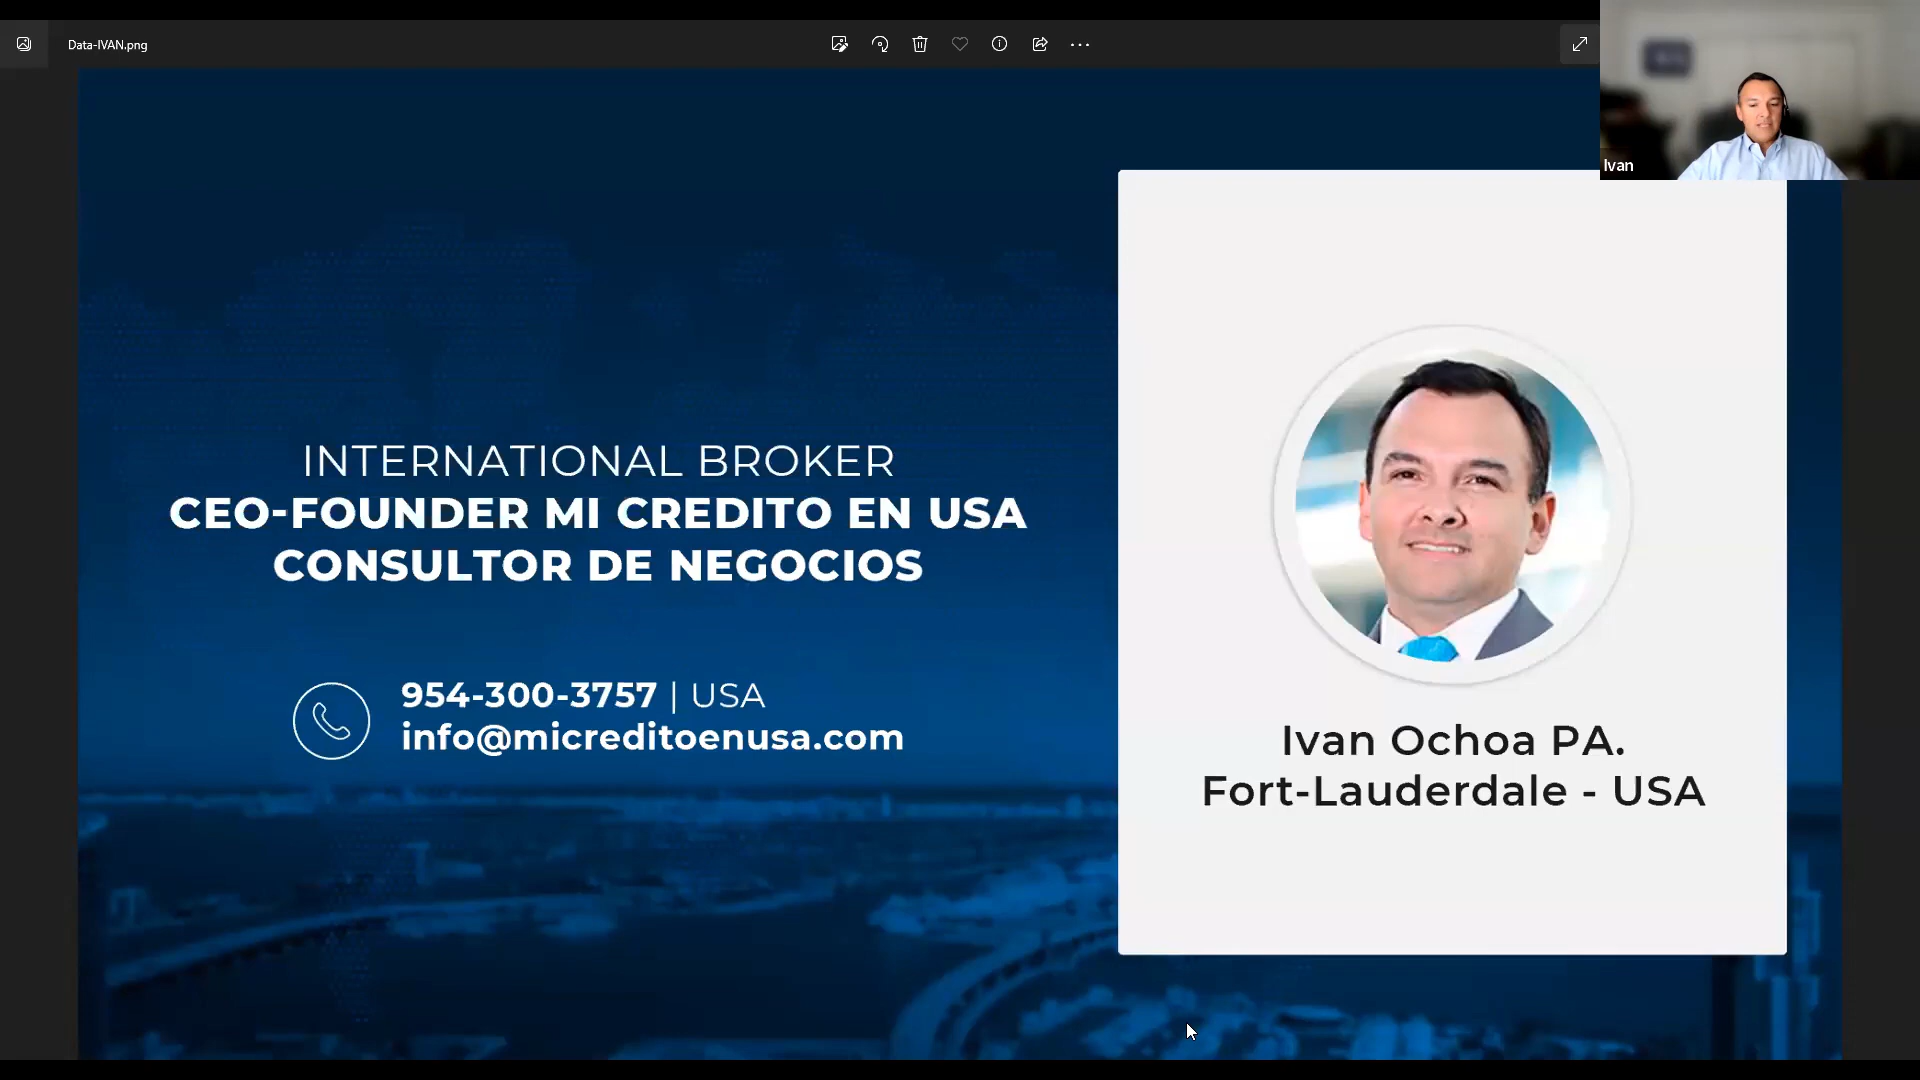 Data-IVAN.png
Ivan
INTERNATIONAL BROKER
CEO-FOUNDER MI CREDITO EN USA
CONSULTOR DE NEGOCIOS
954-300-3757 | USA
info@micreditoenusa.com
Ivan Ochoa PA.
Fort-Lauderdale - USA